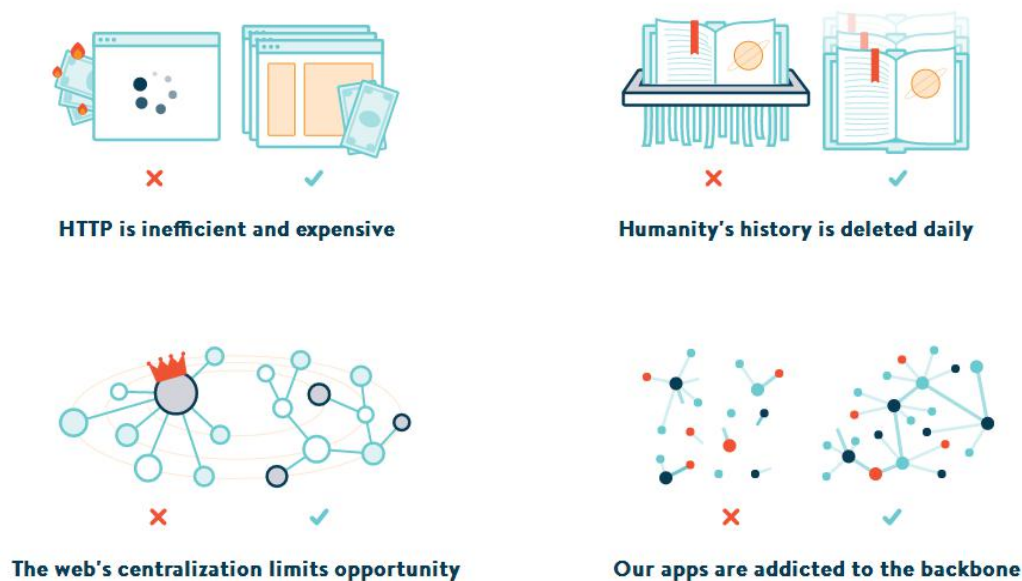 HTTP is inefficient and expensive
Humanity's history is deleted daily
The web's centralization limits opportunity
Our apps are addicted to the backbone